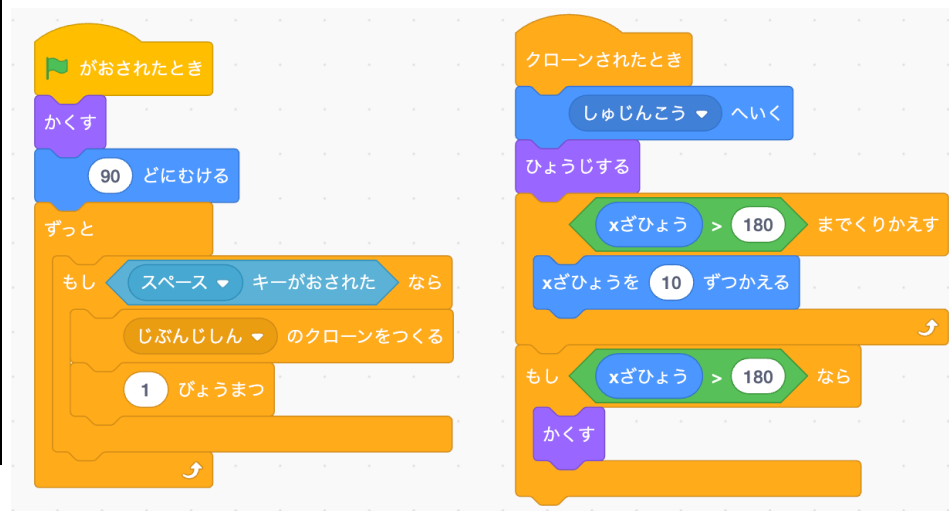 がおされたとき
かくす
90 どにむける
ずっと
もし スペース キーがおされた なら
じぶんじしん のクローンをつくる
1 びょうまつ
クローンされたとき
しゅじんこう へいく
ひょうじする
xざひょう > 180 までくりかえす
xざひょうを 10 ずつかえる
もし xざひょう > 180 なら
かくす